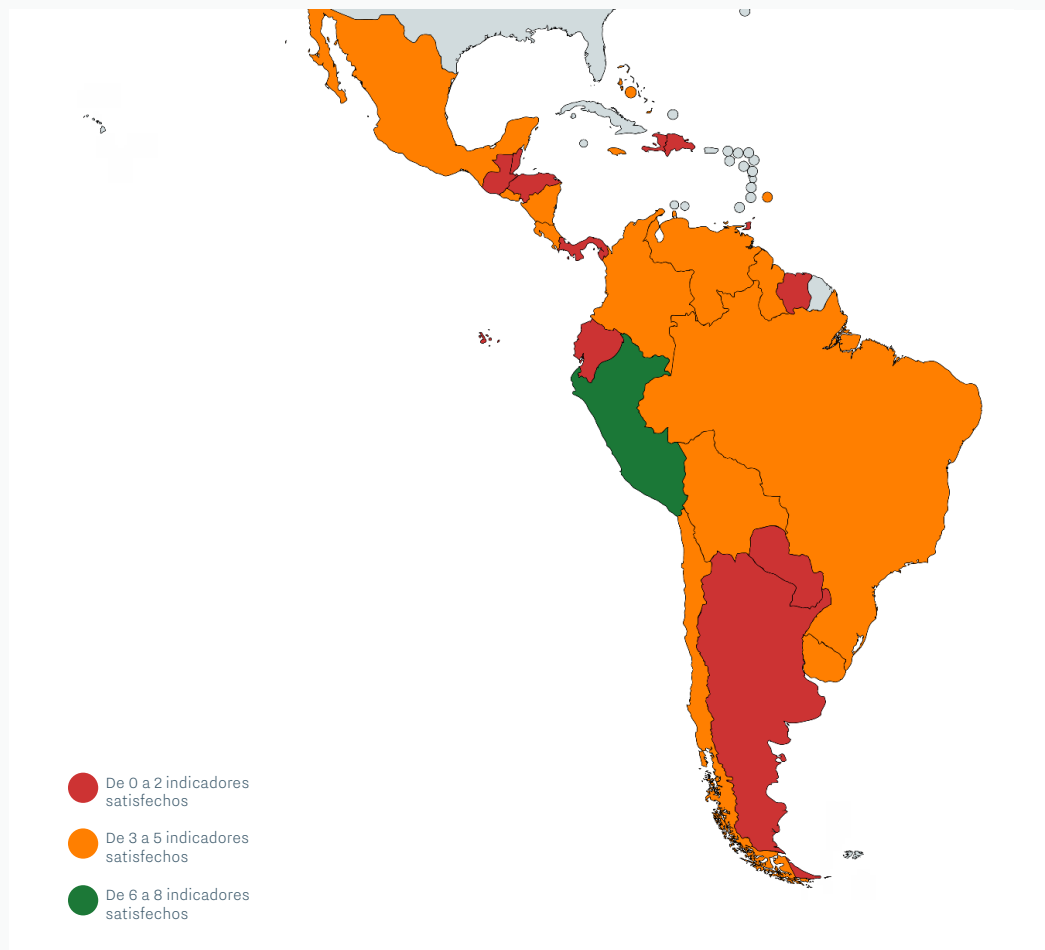 De 0 a 2 indicadores
satisfechos
De 3 a 5 indicadores
satisfechos
De 6 a 8 indicadores
satisfechos